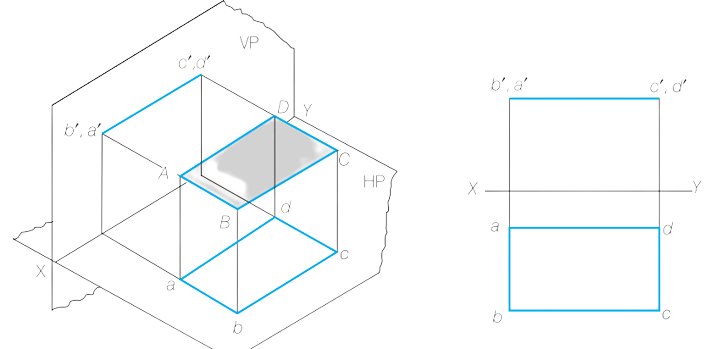 VP
c′,d′
D
Y
b′, a′
A
C
HP
B
d
c
X
a
b
b′, a′
c′, d′
X
Y
a
d
b
c